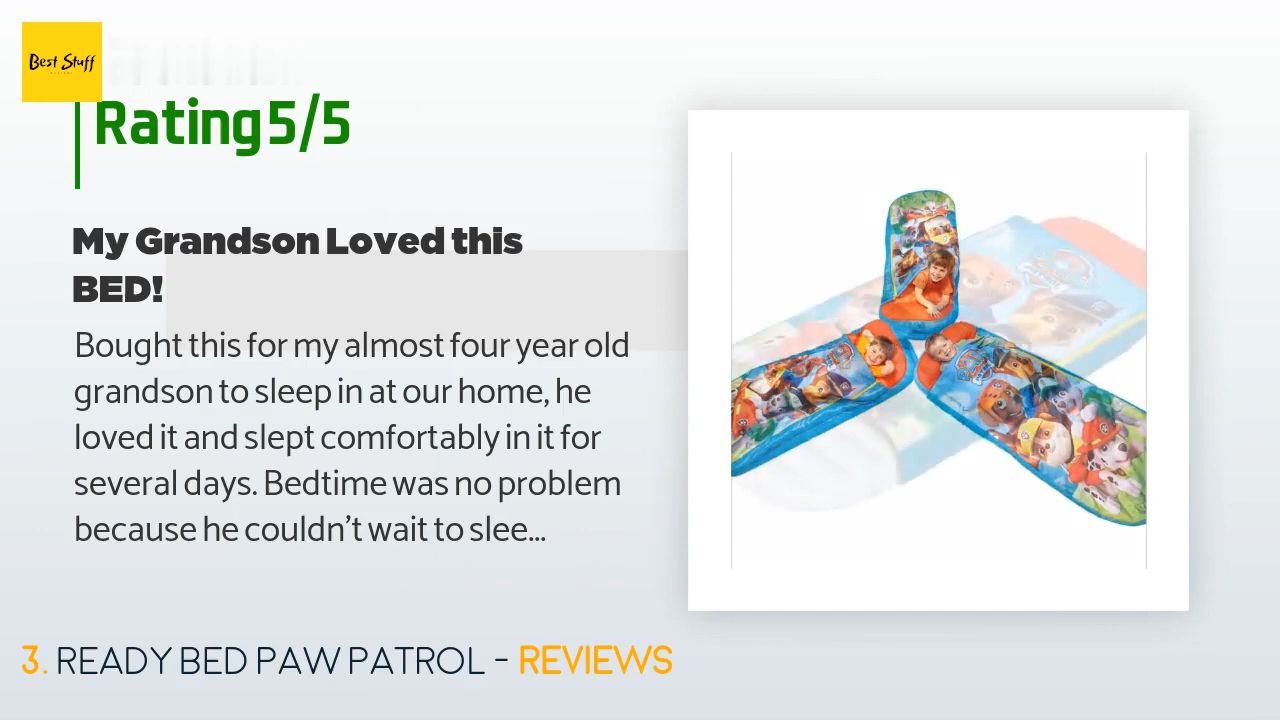 Best Stuff
Rating 5/5
My Grandson Loved this
BED!
Bought this for my almost four year old
grandson to sleep in at our home, he
loved it and slept comfortably in it for
several days. Bedtime was no problem
because he couldn’t wait to slee...
3. READY BED PAW PATROL - REVIEWS